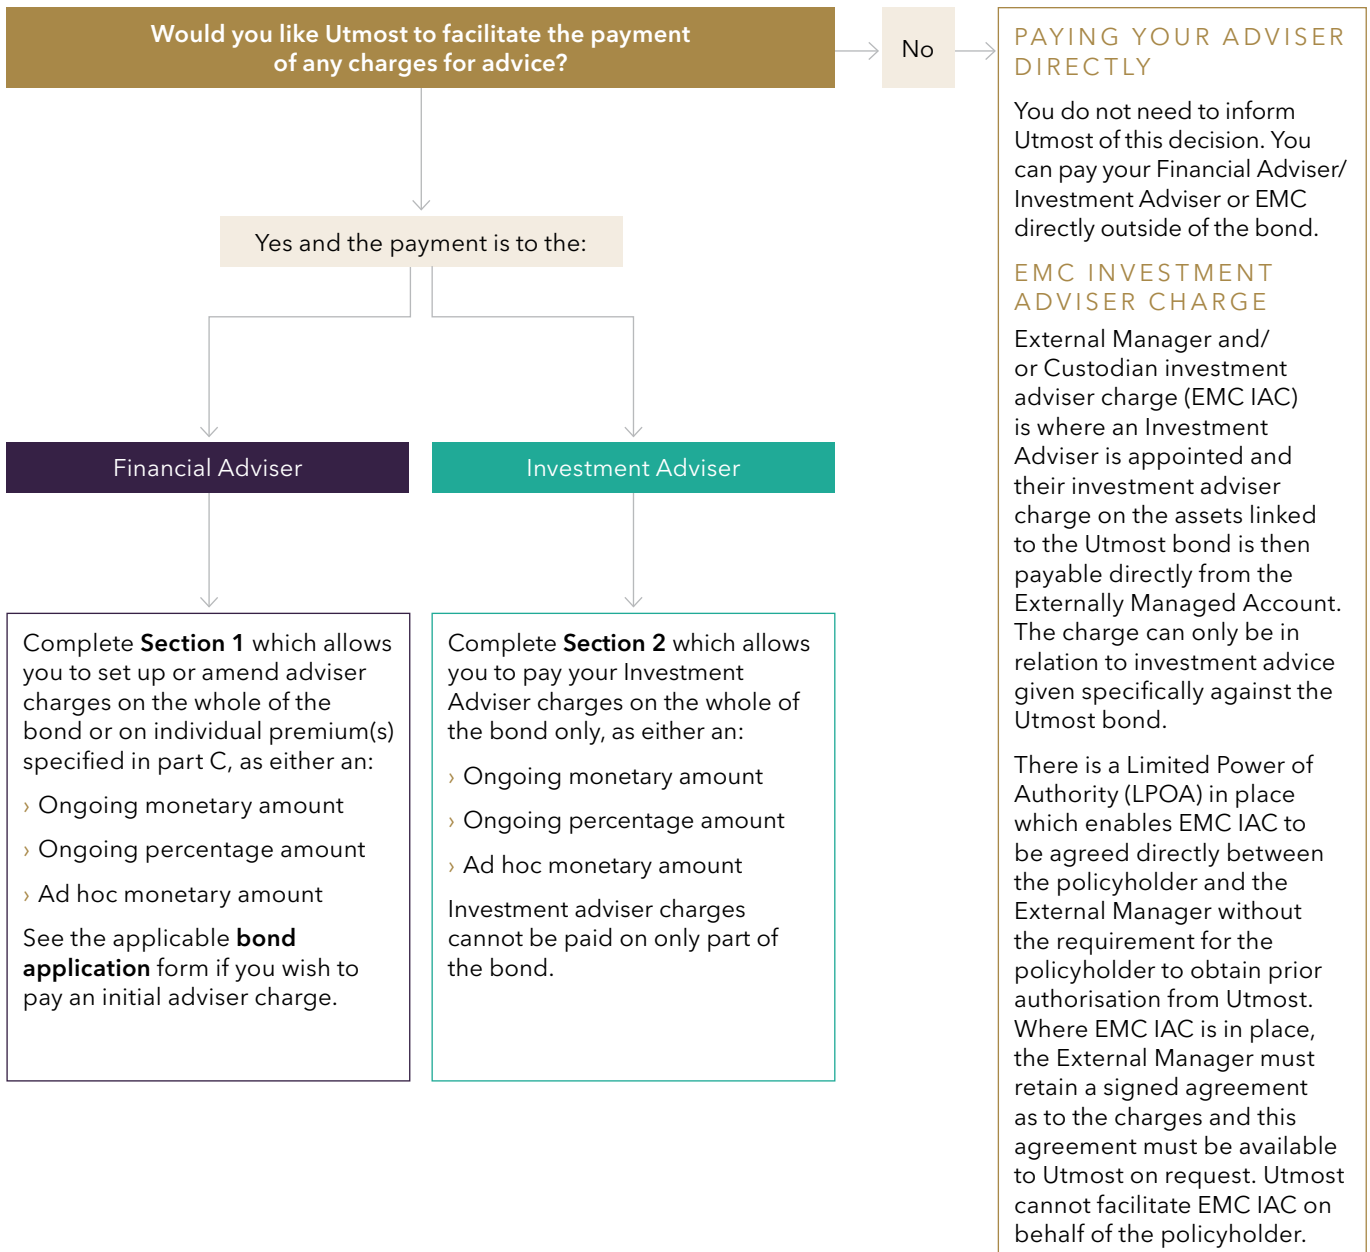 Would you like Utmost to facilitate the payment
of any charges for advice?
No
Yes and the payment is to the:
Financial Adviser
Complete Section 1 which allows
you to set up or amend adviser
charges on the whole of the
bond or on individual premium(s)
specified in part C, as either an:
› Ongoing monetary amount
› Ongoing percentage amount
› Ad hoc monetary amount
See the applicable bond
application form if you wish to
pay an initial adviser charge.
Investment Adviser
Complete Section 2 which allows
you to pay your Investment
Adviser charges on the whole of
the bond only, as either an:
› Ongoing monetary amount
› Ongoing percentage amount
› Ad hoc monetary amount
Investment adviser charges
cannot be paid on only part of
the bond.
PAYING YOUR ADVISER
DIRECTLY
You do not need to inform
Utmost of this decision. You
can pay your Financial Adviser/
Investment Adviser or EMC
directly outside of the bond.
EMC INVESTMENT
ADVISER CHARGE
External Manager and/
or Custodian investment
adviser charge (EMC IAC)
is where an Investment
Adviser is appointed and
their investment adviser
charge on the assets linked
to the Utmost bond is then
payable directly from the
Externally Managed Account.
The charge can only be in
relation to investment advice
given specifically against the
Utmost bond.
There is a Limited Power of
Authority (LPOA) in place
which enables EMC IAC to
be agreed directly between
the policyholder and the
External Manager without
the requirement for the
policyholder to obtain prior
authorisation from Utmost.
Where EMC IAC is in place,
the External Manager must
retain a signed agreement
as to the charges and this
agreement must be available
to Utmost on request. Utmost
cannot facilitate EMC IAC on
behalf of the policyholder.